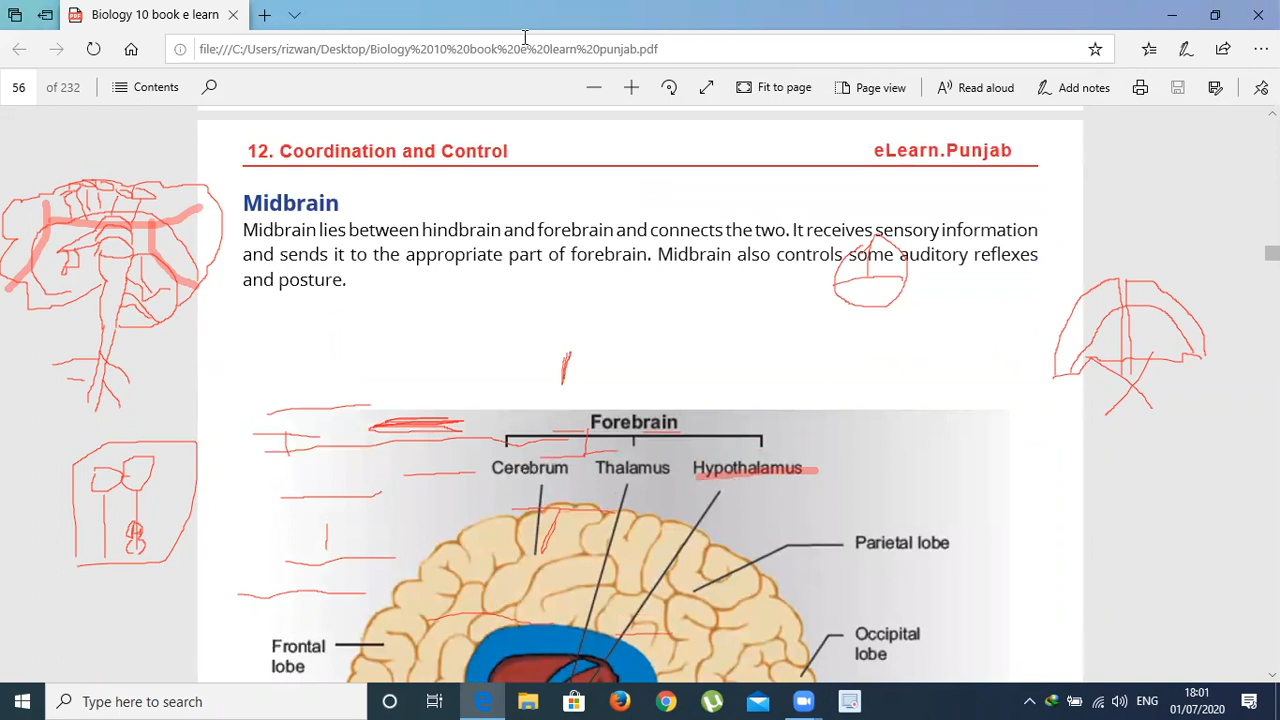 Biology 10 book e learn
file:///C:/Users/rizwan/Desktop/Biology%2010%20book%20e%20learn%20punjab.pdf
56 of 232 Contents Fit to page Page view Read aloud Add notes
12. Coordination and Control eLearn.Punjab
Midbrain
Midbrain lies between hindbrain and forebrain and connects the two. It receives sensory information
and sends it to the appropriate part of forebrain. Midbrain also controls some auditory reflexes
and posture.
Forebrain
Cerebrum Thalamus Hypothalamus
Parietal lobe
Occipital
lobe
Frontal
lobe
Type here to search
ENG
18:01
01/07/2020